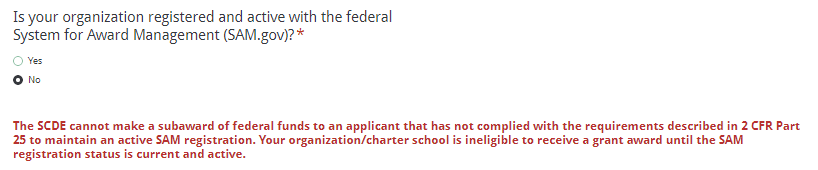 Is your organization registered and active with the federal
System for Award Management (SAM.gov)?*
Yes
No
The SCDE cannot make a subaward of federal funds to an applicant that has not complied with the requirements described in 2 CFR Part
25 to maintain an active SAM registration. Your organization/charter school is ineligible to receive a grant award until the SAM
registration status is current and active.